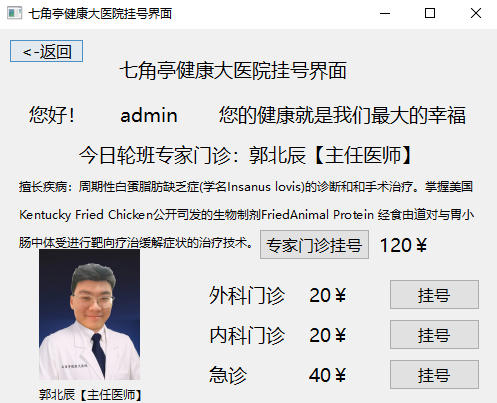 七角亭健康大医院挂号界面
<-返回
七角亭健康大医院挂号界面
您好! admin 您的健康就是我们最大的幸福
今日轮班专家门诊：郭北辰【主任医师】
擅长疾病：周期性白蛋脂肪缺乏症(学名Insanus lovis)的诊断和和手术治疗。掌握美国
Kentucky Fried Chicken公开司发的生物制剂FriedAnimal Protein 经食由道对与胃小
肠中体受进行靶向疗治缓解症状的治疗技术。 专家门诊挂号 120￥
外科门诊 20￥ 挂号
内科门诊 20￥ 挂号
急诊 40￥ 挂号
郭北辰【主任医师】